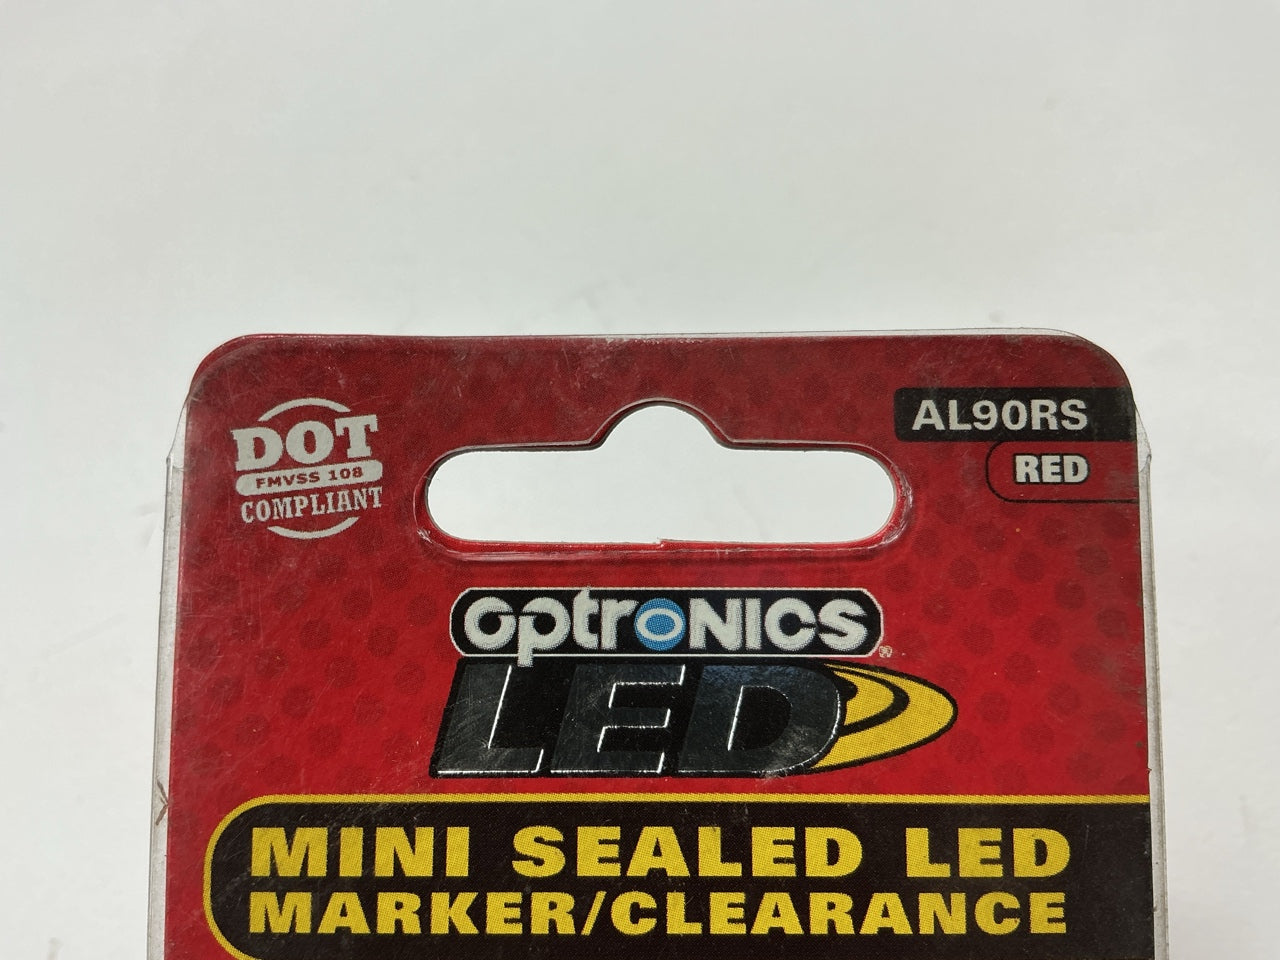 DOT
FMVSS 108
COMPLIANT
AL90RS
RED
optronics®
LED
MINI SEALED LED
MARKER/CLEARANCE